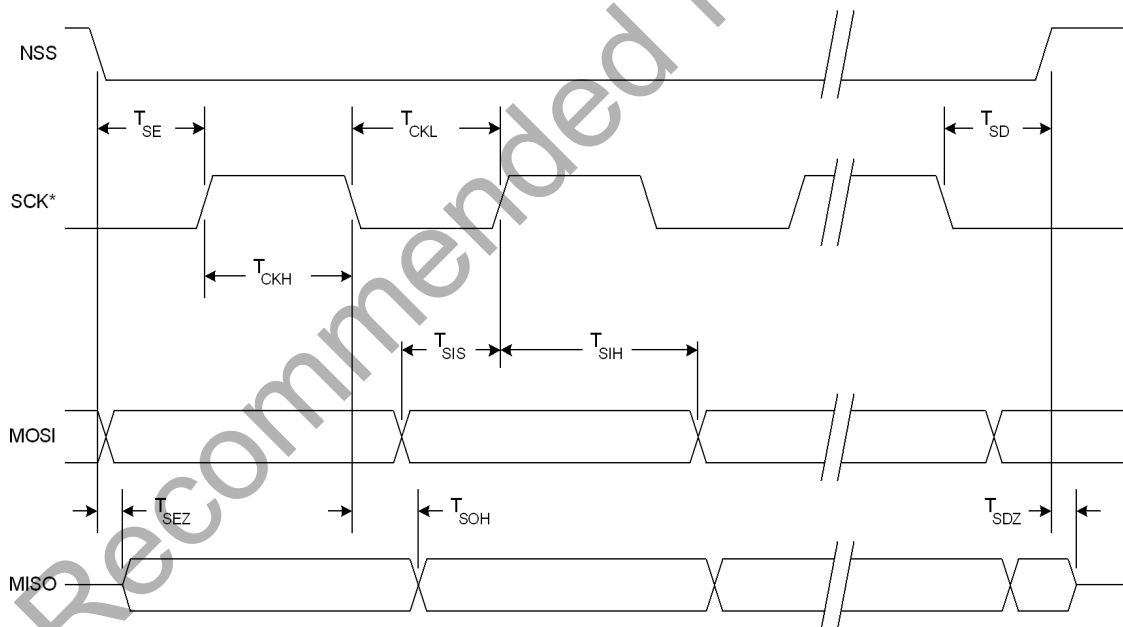 NSS
T_SE
T_CKL
T_SD
SCK*
T_CKH
T_SIS
T_SIH
MOSI
T_SEZ
T_SOH
T_SDZ
MISO
Recommended